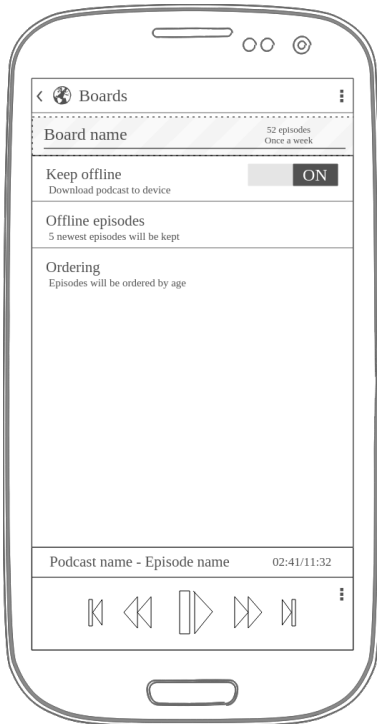 Boards
Board name
52 episodes
Once a week
Keep offline
Download podcast to device
ON
Offline episodes
5 newest episodes will be kept
Ordering
Episodes will be ordered by age
Podcast name - Episode name 02:41/11:32